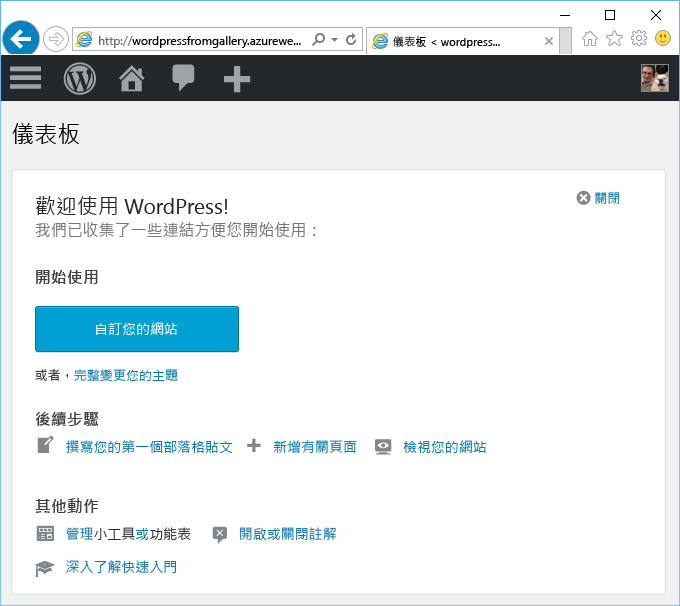 http://wordpressfromgallery.azurewe...
儀表板 < wordpress...
儀表板
歡迎使用 WordPress!
關閉
我們已收集了一些連結方便您開始使用：
開始使用
自訂您的網站
或者，完整變更您的主題
後續步驟
撰寫您的第一個部落格貼文 新增有關頁面 檢視您的網站
其他動作
管理小工具或功能表 開啟或關閉註解
深入了解快速入門